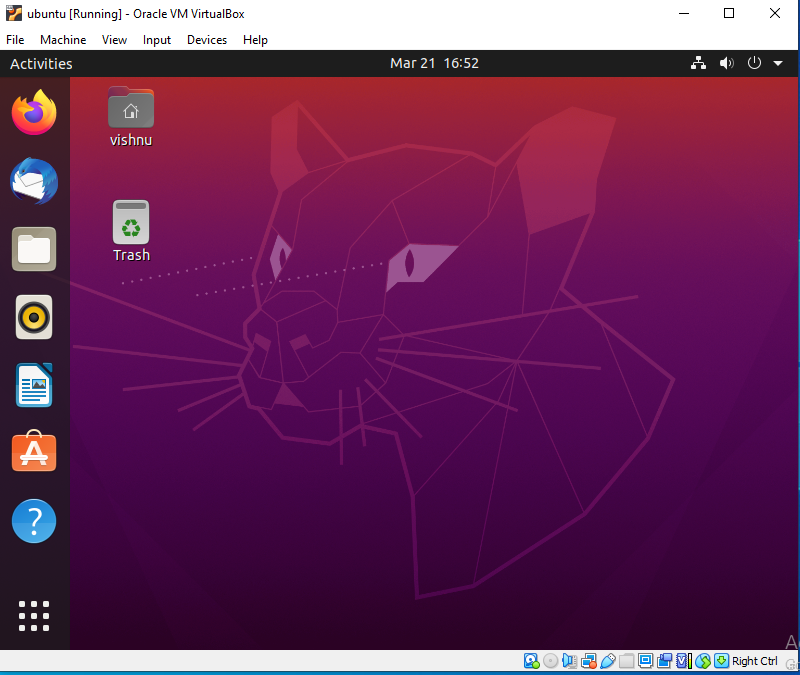 ubuntu [Running] - Oracle VM VirtualBox
File Machine View Input Devices Help
Activities Mar 21 16:52
vishnu
Trash
?
Right Ctrl